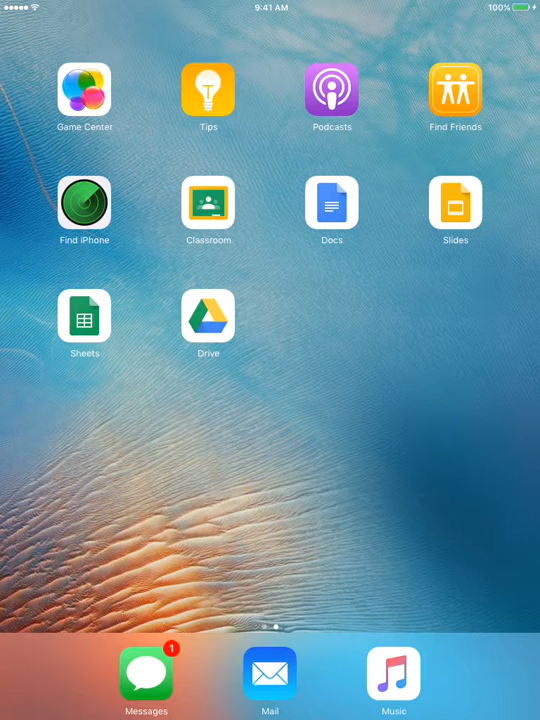 9:41 AM 100%
Game Center Tips Podcasts Find Friends
Find iPhone Classroom Docs Slides
Sheets Drive
1
Messages Mail Music